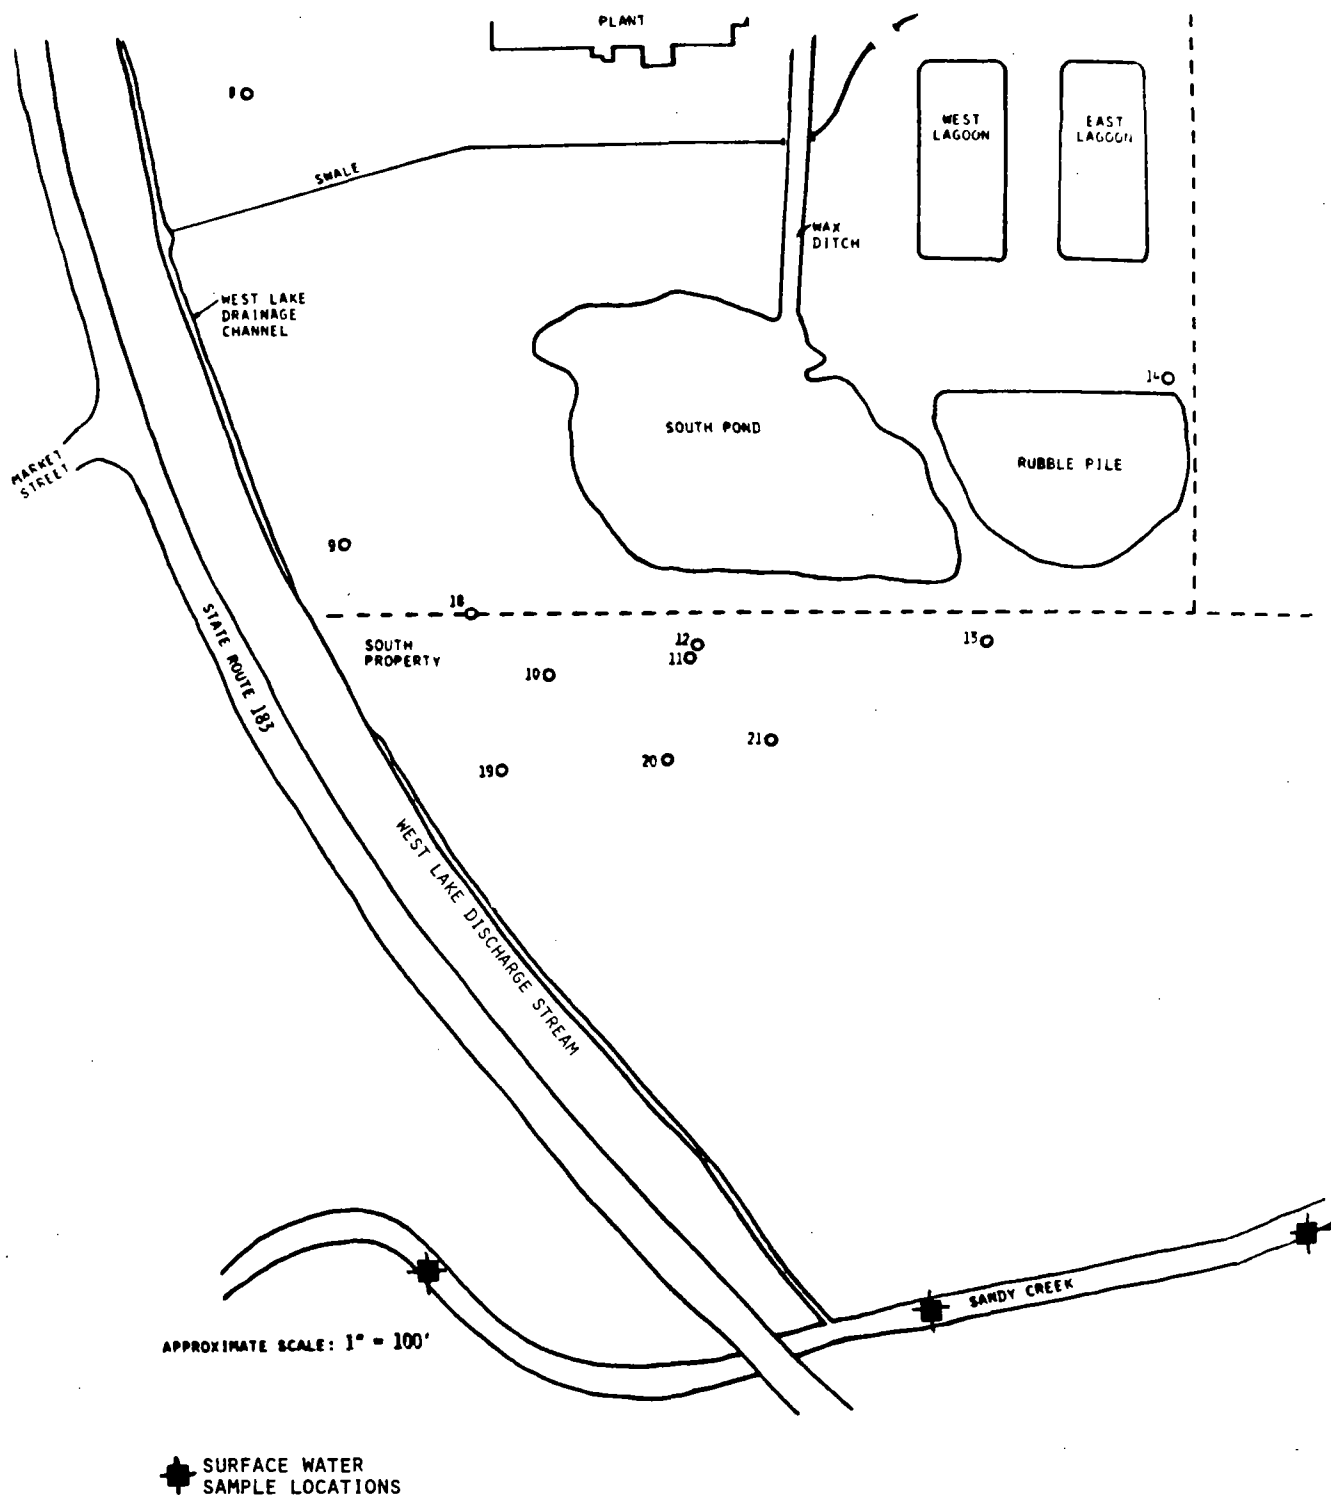 PLANT
8
WEST
LAGOON
EAST
LAGOON
SWALE
WAX
DITCH
WEST LAKE
DRAINAGE
CHANNEL
14
SOUTH POND
RUBBLE PILE
MARKET
STREET
9
18
STATE ROUTE 183
SOUTH
PROPERTY
12
11
13
10
21
20
19
WEST LAKE DISCHARGE STREAM
SANDY CREEK
APPROXIMATE SCALE: 1" = 100'
SURFACE WATER
SAMPLE LOCATIONS